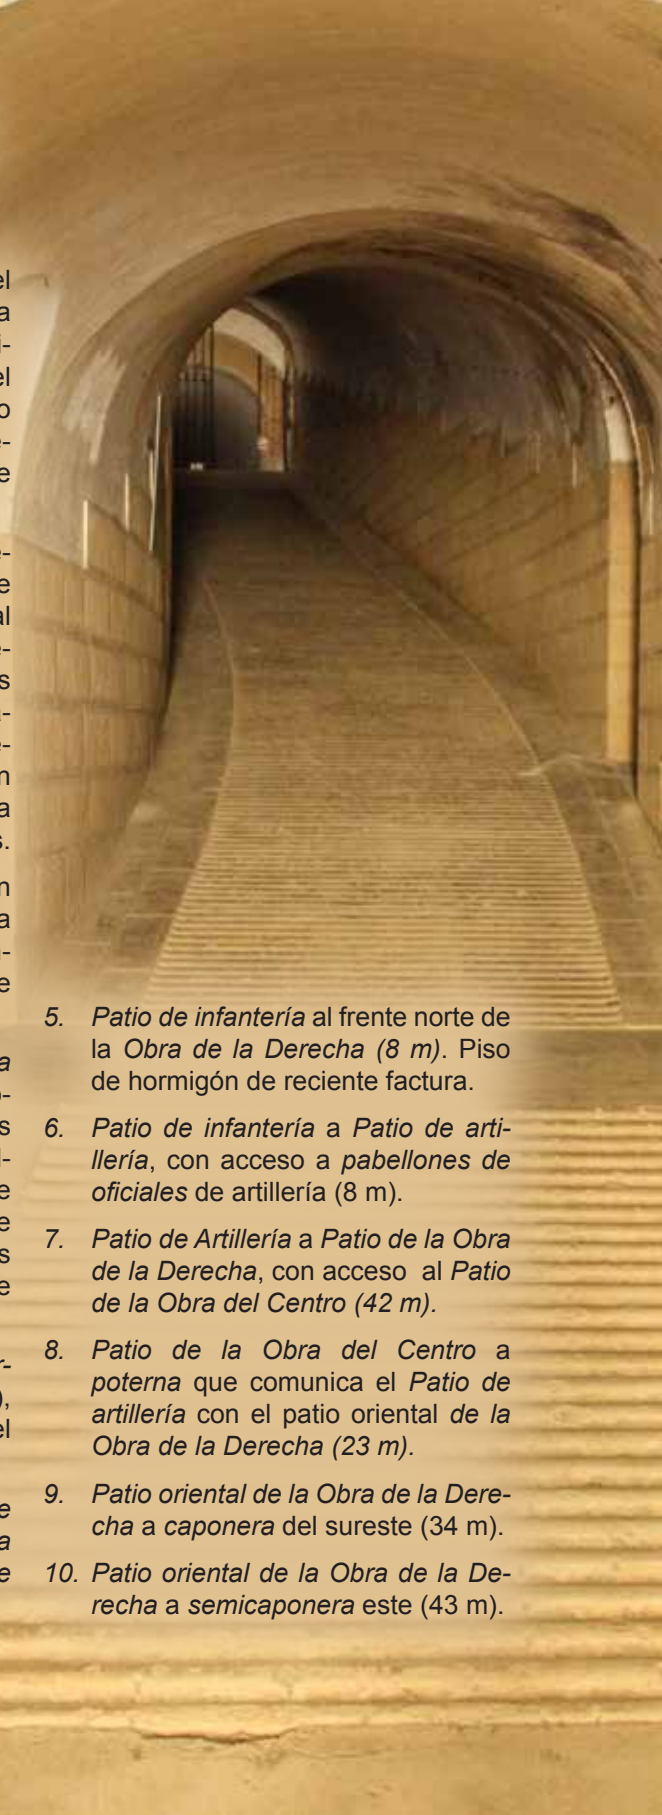 5. Patio de infantería al frente norte de
la Obra de la Derecha (8 m). Piso
de hormigón de reciente factura.
6. Patio de infantería a Patio de arti-
llería, con acceso a pabellones de
oficiales de artillería (8 m).
7. Patio de Artillería a Patio de la Obra
de la Derecha, con acceso al Patio
de la Obra del Centro (42 m).
8. Patio de la Obra del Centro a
poterna que comunica el Patio de
artillería con el patio oriental de la
Obra de la Derecha (23 m).
9. Patio oriental de la Obra de la Dere-
cha a caponera del sureste (34 m).
10. Patio oriental de la Obra de la De-
recha a semicaponera este (43 m).